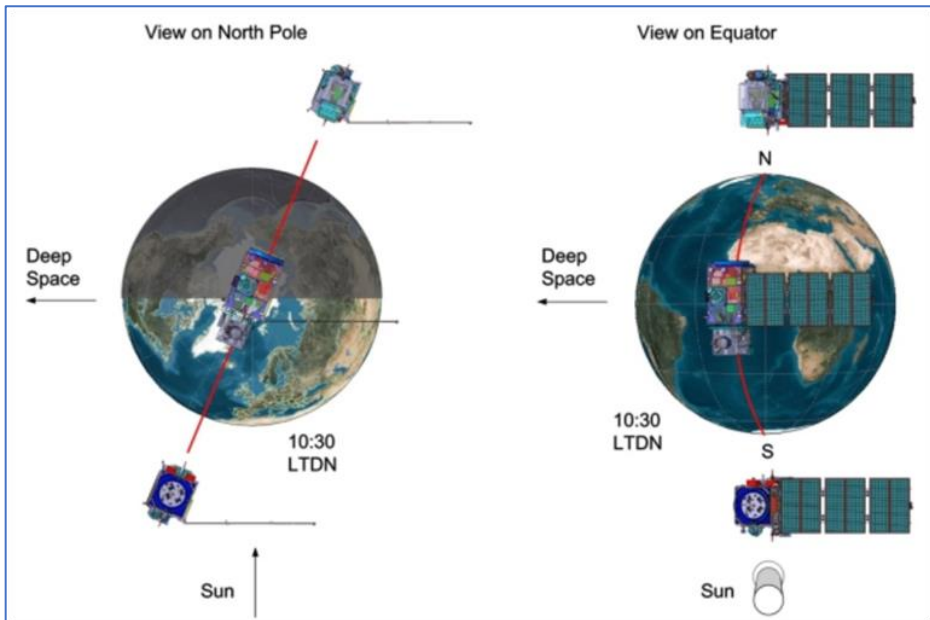 View on North Pole
Deep
Space
10:30
LTDN
Sun
View on Equator
N
Deep
Space
10:30
LTDN
S
Sun